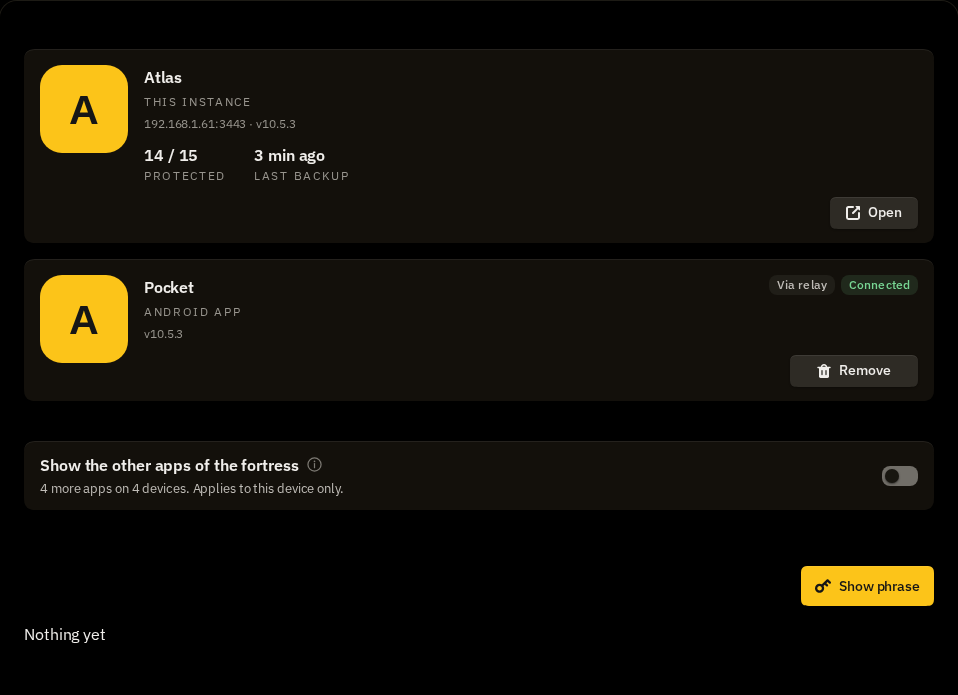 A
Atlas
THIS INSTANCE
192.168.1.61:3443 · v10.5.3
14 / 15
3 min ago
PROTECTED
LAST BACKUP
Open
A
Pocket
Via relay
Connected
ANDROID APP
v10.5.3
Remove
Show the other apps of the fortress
4 more apps on 4 devices. Applies to this device only.
Show phrase
Nothing yet